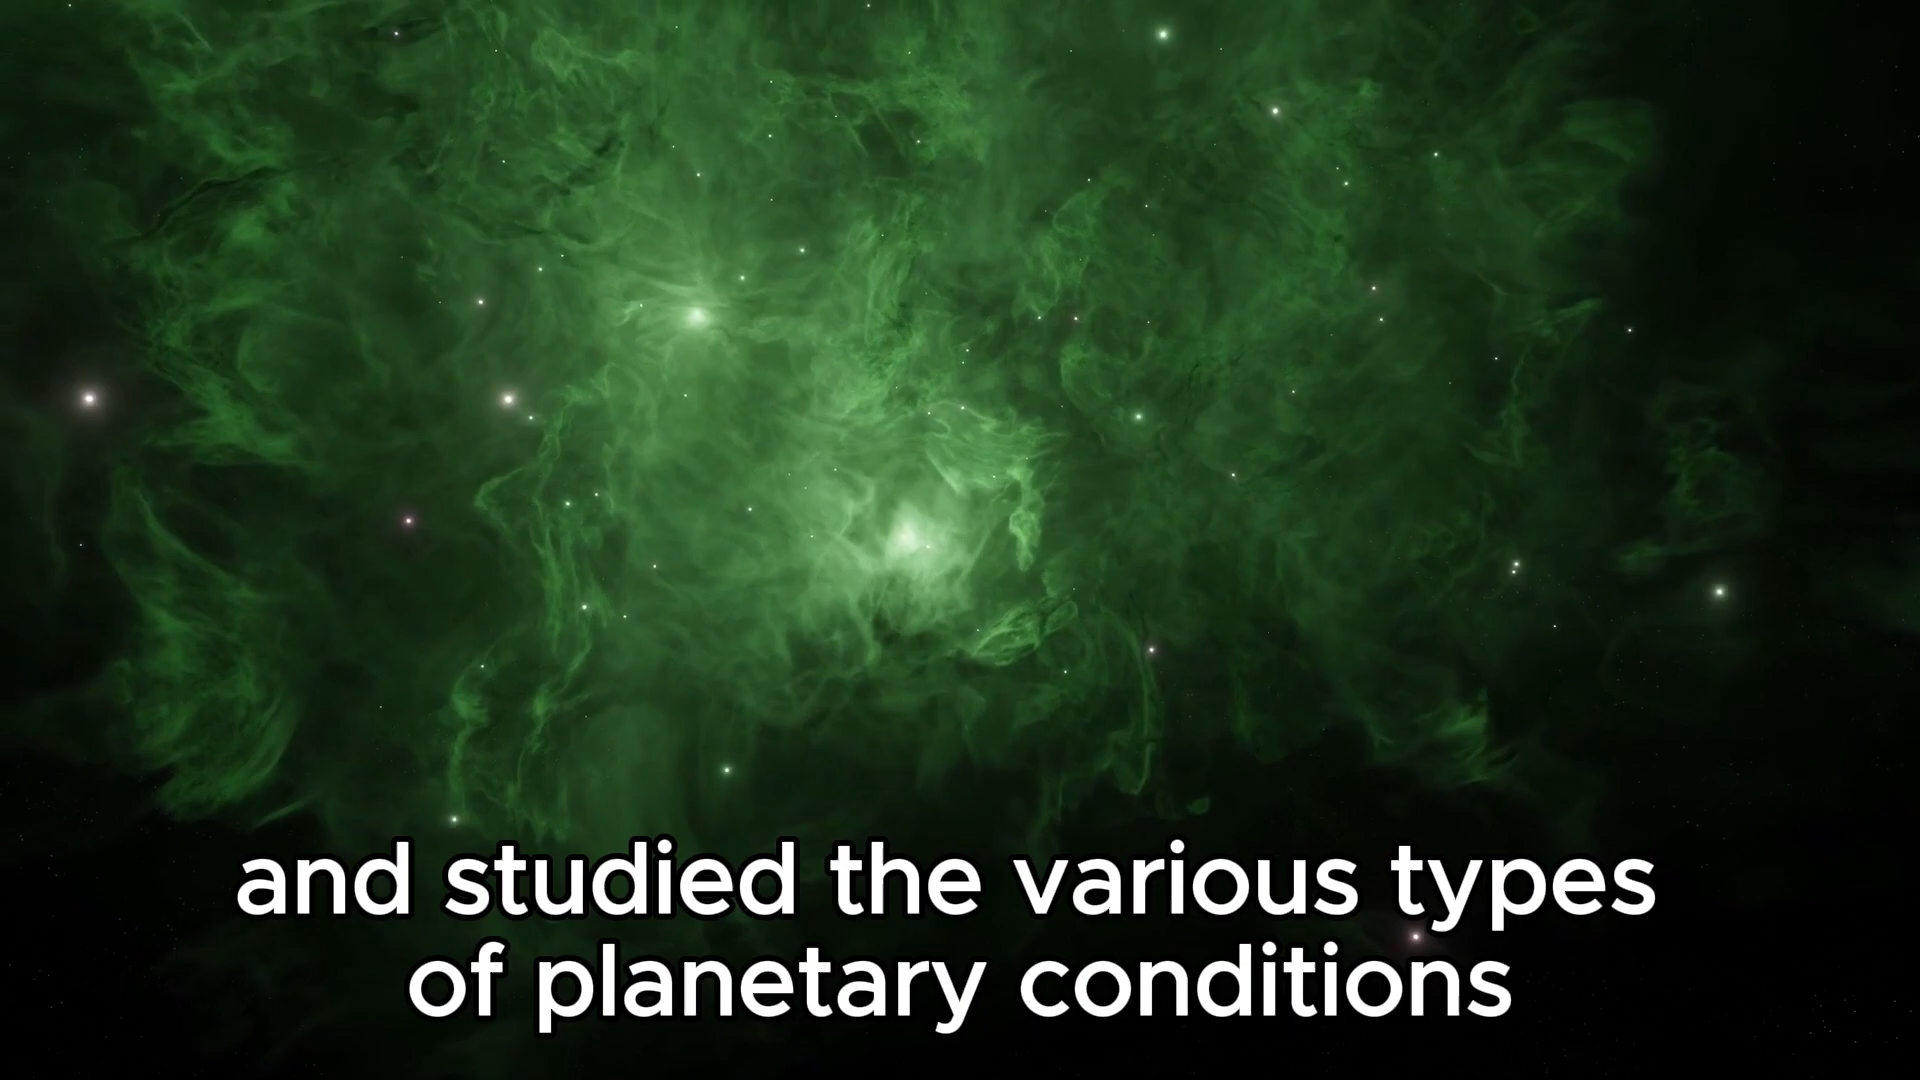 and studied the various types
of planetary conditions